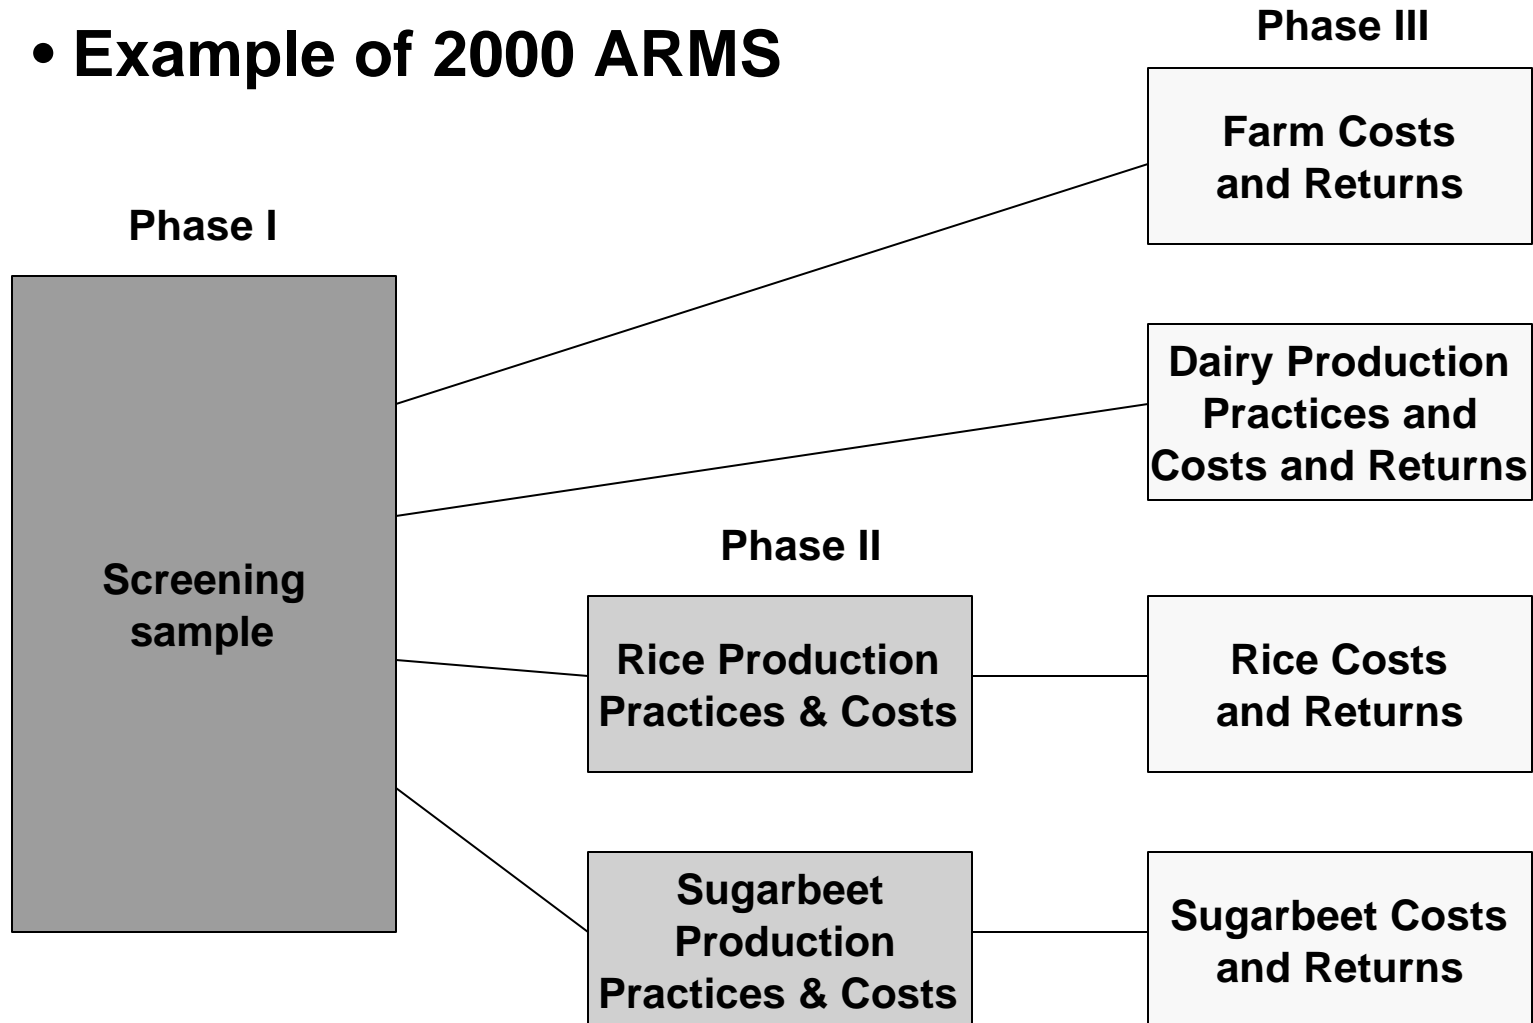 • Example of 2000 ARMS
Phase III
Farm Costs
and Returns
Phase I
Dairy Production
Practices and
Costs and Returns
Phase II
Screening
sample
Rice Production
Practices & Costs
Rice Costs
and Returns
Sugarbeet
Production
Practices & Costs
Sugarbeet Costs
and Returns